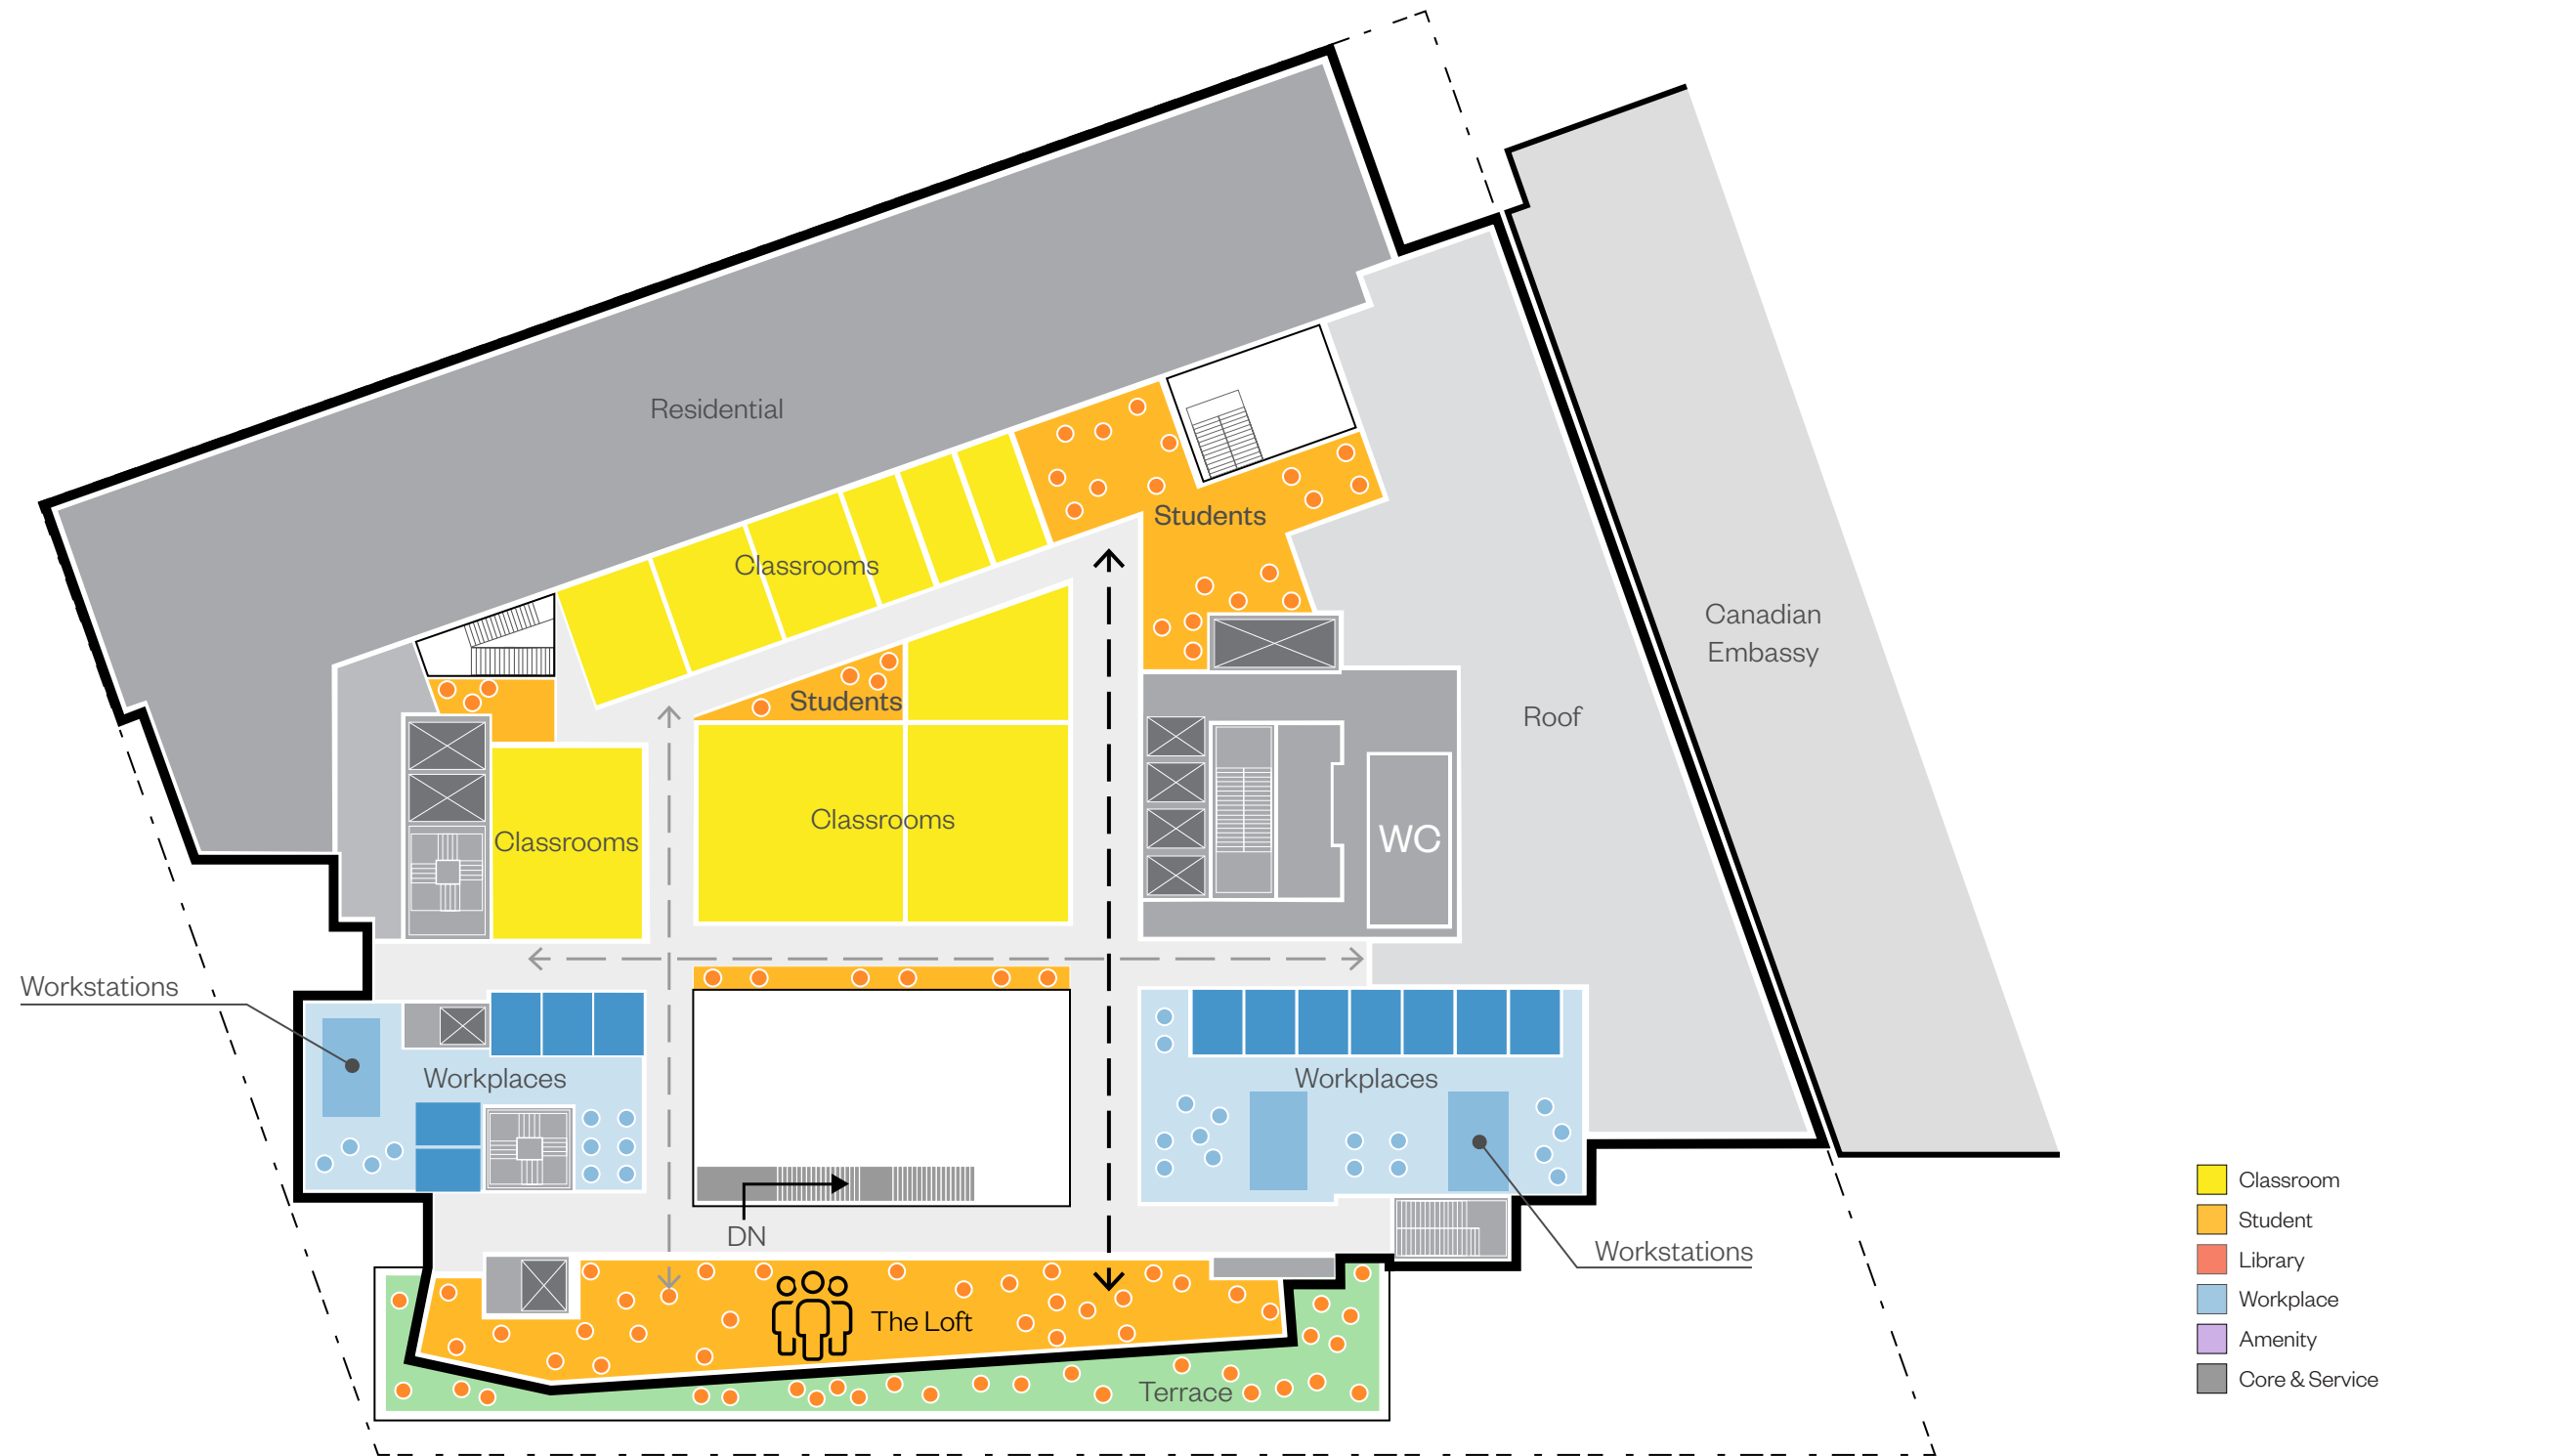 Residential
Students
Classrooms
Canadian
Embassy
Students
Roof
Classrooms
WC
Classrooms
Workstations
Workplaces
Workplaces
DN
Workstations
The Loft
Terrace
Classroom
Student
Library
Workplace
Amenity
Core & Service